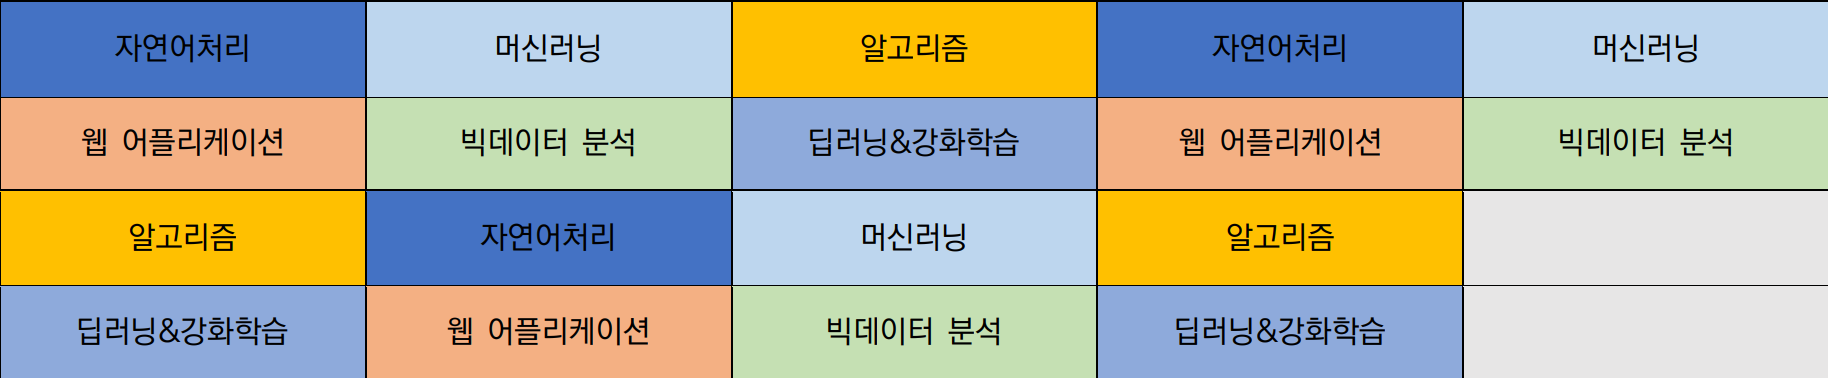 자연어처리 머신러닝 알고리즘 자연어처리 머신러닝
웹 어플리케이션 빅데이터 분석 딥러닝&강화학습 웹 어플리케이션 빅데이터 분석
알고리즘 자연어처리 머신러닝 알고리즘
딥러닝&강화학습 웹 어플리케이션 빅데이터 분석 딥러닝&강화학습